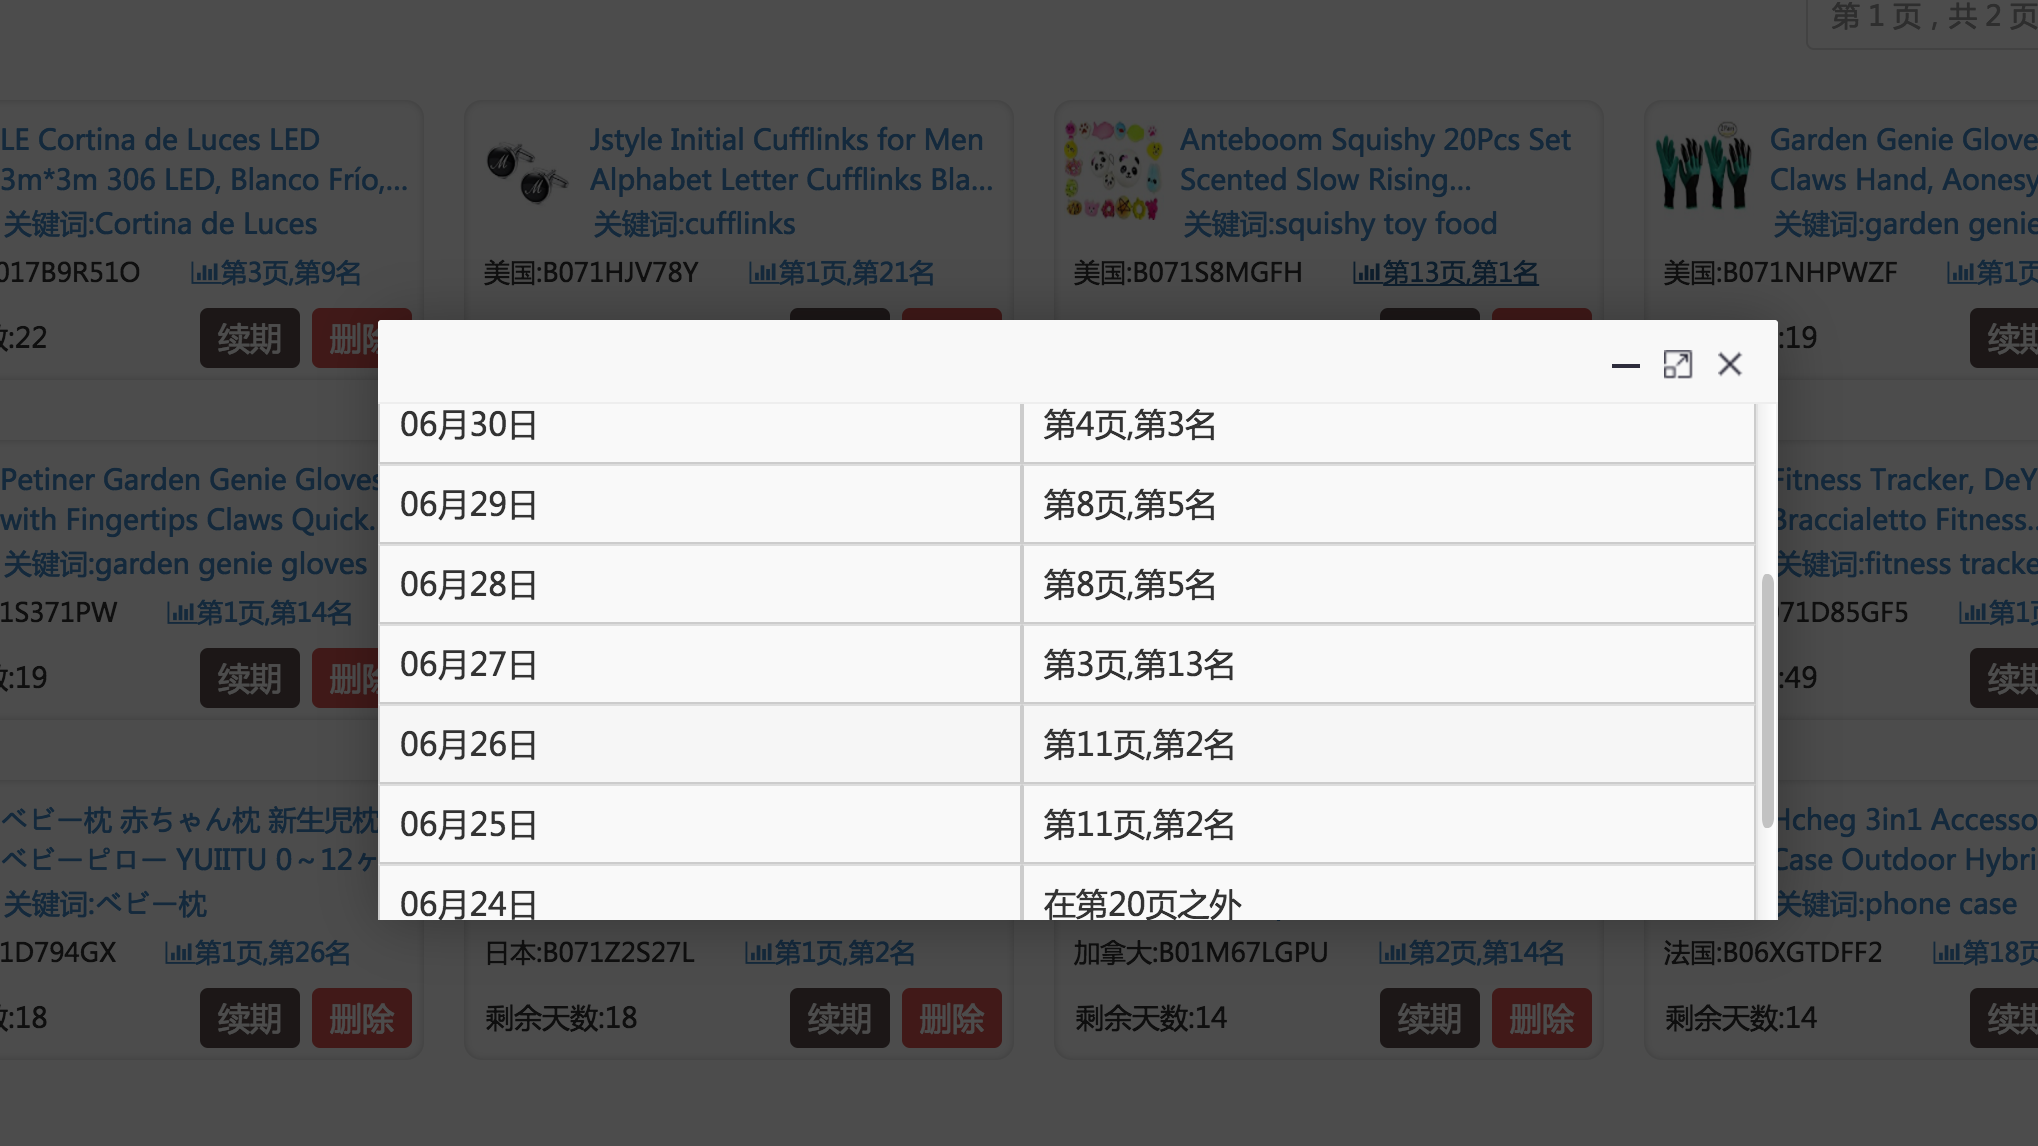 第 1 页 , 共 2 页
LE Cortina de Luces LED
3m*3m 306 LED, Blanco Frío,...
关键词:Cortina de Luces
017B9R51O 第3页,第9名
:22
续期 删除
Jstyle Initial Cufflinks for Men
Alphabet Letter Cufflinks Bla...
关键词:cufflinks
美国:B071HJV78Y 第1页,第21名
Anteboom Squishy 20Pcs Set
Scented Slow Rising...
关键词:squishy toy food
美国:B071S8MGFH 第13页,第1名
Garden Genie Glove
Claws Hand, Aonesy
关键词:garden genie
美国:B071NHPWZF 第1页
:19
续期
06月30日 第4页,第3名
06月29日 第8页,第5名
06月28日 第8页,第5名
06月27日 第3页,第13名
06月26日 第11页,第2名
06月25日 第11页,第2名
06月24日 在第20页之外
Petiner Garden Genie Gloves
with Fingertips Claws Quick.
关键词:garden genie gloves
1S371PW 第1页,第14名
:19
续期 删除
Fitness Tracker, DeY
Braccialetto Fitness..
关键词:fitness tracke
71D85GF5 第1页
:49
续期
ベビー枕 赤ちゃん枕 新生児枕
ベビーピロー YUIITU 0～12ヶ
关键词:ベビー枕
1D794GX 第1页,第26名
:18
续期 删除
日本:B071Z2S27L 第1页,第2名
剩余天数:18
续期 删除
加拿大:B01M67LGPU 第2页,第14名
剩余天数:14
续期 删除
Hcheg 3in1 Accesso
Case Outdoor Hybri
关键词:phone case
法国:B06XGTDFF2 第18页
剩余天数:14
续期